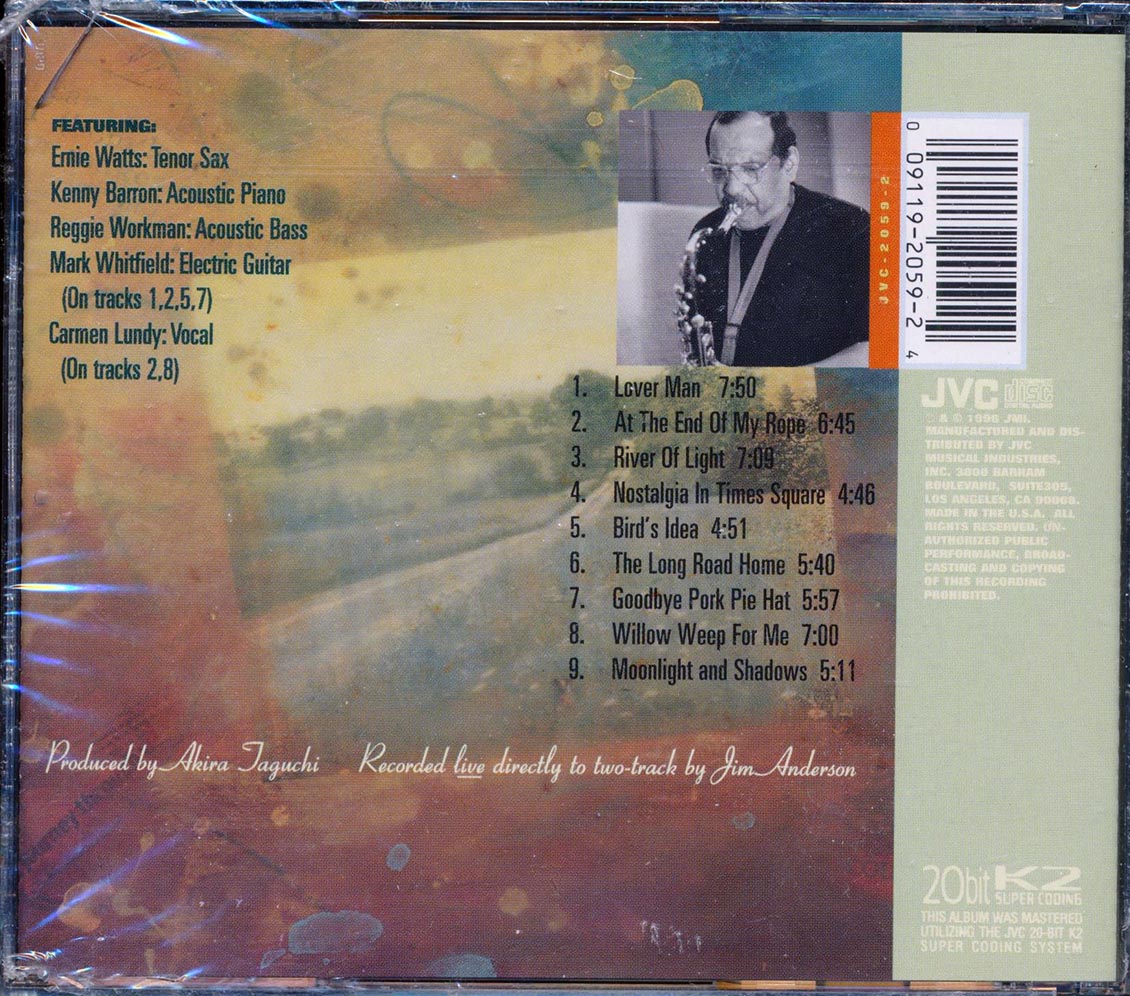 FEATURING:
Ernie Watts: Tenor Sax
Kenny Barron: Acoustic Piano
Reggie Workman: Acoustic Bass
Mark Whitfield: Electric Guitar
(On tracks 1,2,5,7)
Carmen Lundy: Vocal
(On tracks 2,8)
JVC-2059-2
0 09119-2059-2 4
1. Lover Man 7:50
2. At The End Of My Rope 6:45
3. River Of Light 7:09
4. Nostalgia In Times Square 4:46
5. Bird's Idea 4:51
6. The Long Road Home 5:40
7. Goodbye Pork Pie Hat 5:57
8. Willow Weep For Me 7:00
9. Moonlight and Shadows 5:11
Produced by Akira Taguchi Recorded live directly to two-track by Jim Anderson
JVC disc
& © 1996 JMI.
MANUFACTURED AND DIS-
TRIBUTED BY JVC
MUSICAL INDUSTRIES,
INC. 3800 BARHAM
BOULEVARD, SUITE305,
LOS ANGELES, CA 90068.
MADE IN THE U.S.A. ALL
RIGHTS RESERVED. UN-
AUTHORIZED PUBLIC
PERFORMANCE, BROAD-
CASTING AND COPYING
OF THIS RECORDING
PROHIBITED.
20bit K2
SUPER CODING
THIS ALBUM WAS MASTERED
UTILIZING THE JVC 20-BIT K2
SUPER CODING SYSTEM